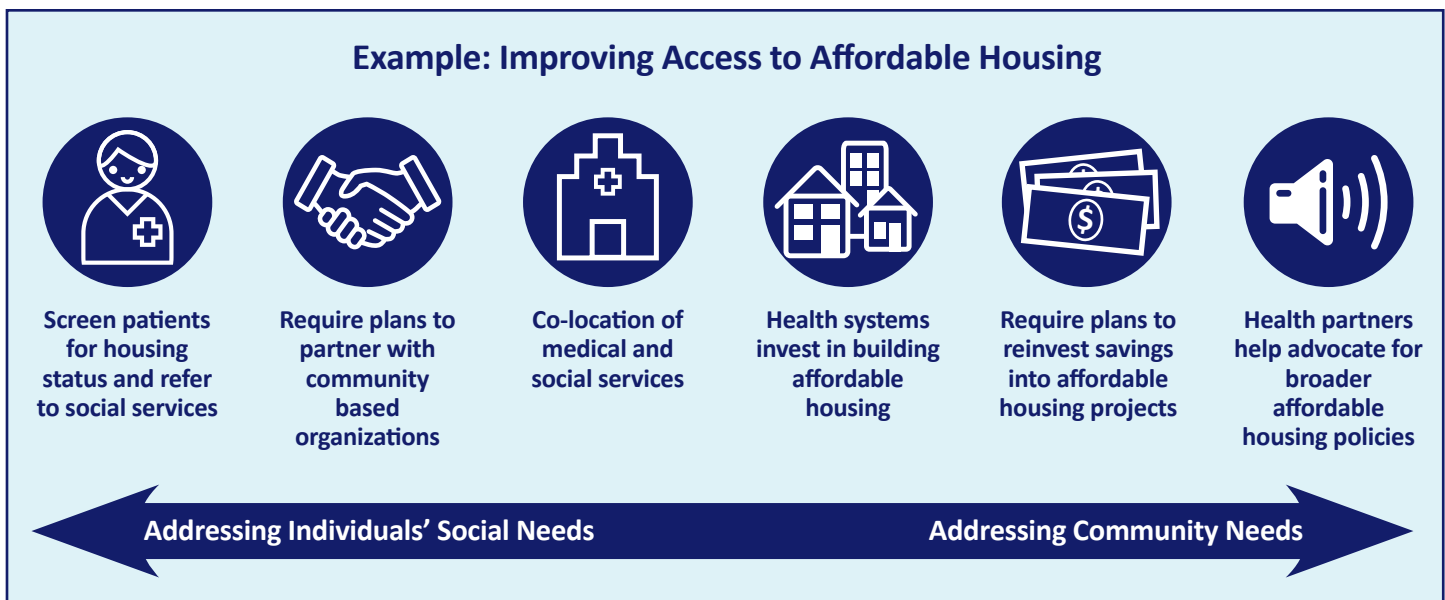 Example: Improving Access to Affordable Housing
Screen patients
for housing
status and refer
to social services
Require plans to
partner with
community
based
organizations
Co-location of
medical and
social services
Health systems
invest in building
affordable
housing
$
Require plans to
reinvest savings
into affordable
housing projects
Health partners
help advocate for
broader
affordable
housing policies
Addressing Individuals’ Social Needs
Addressing Community Needs